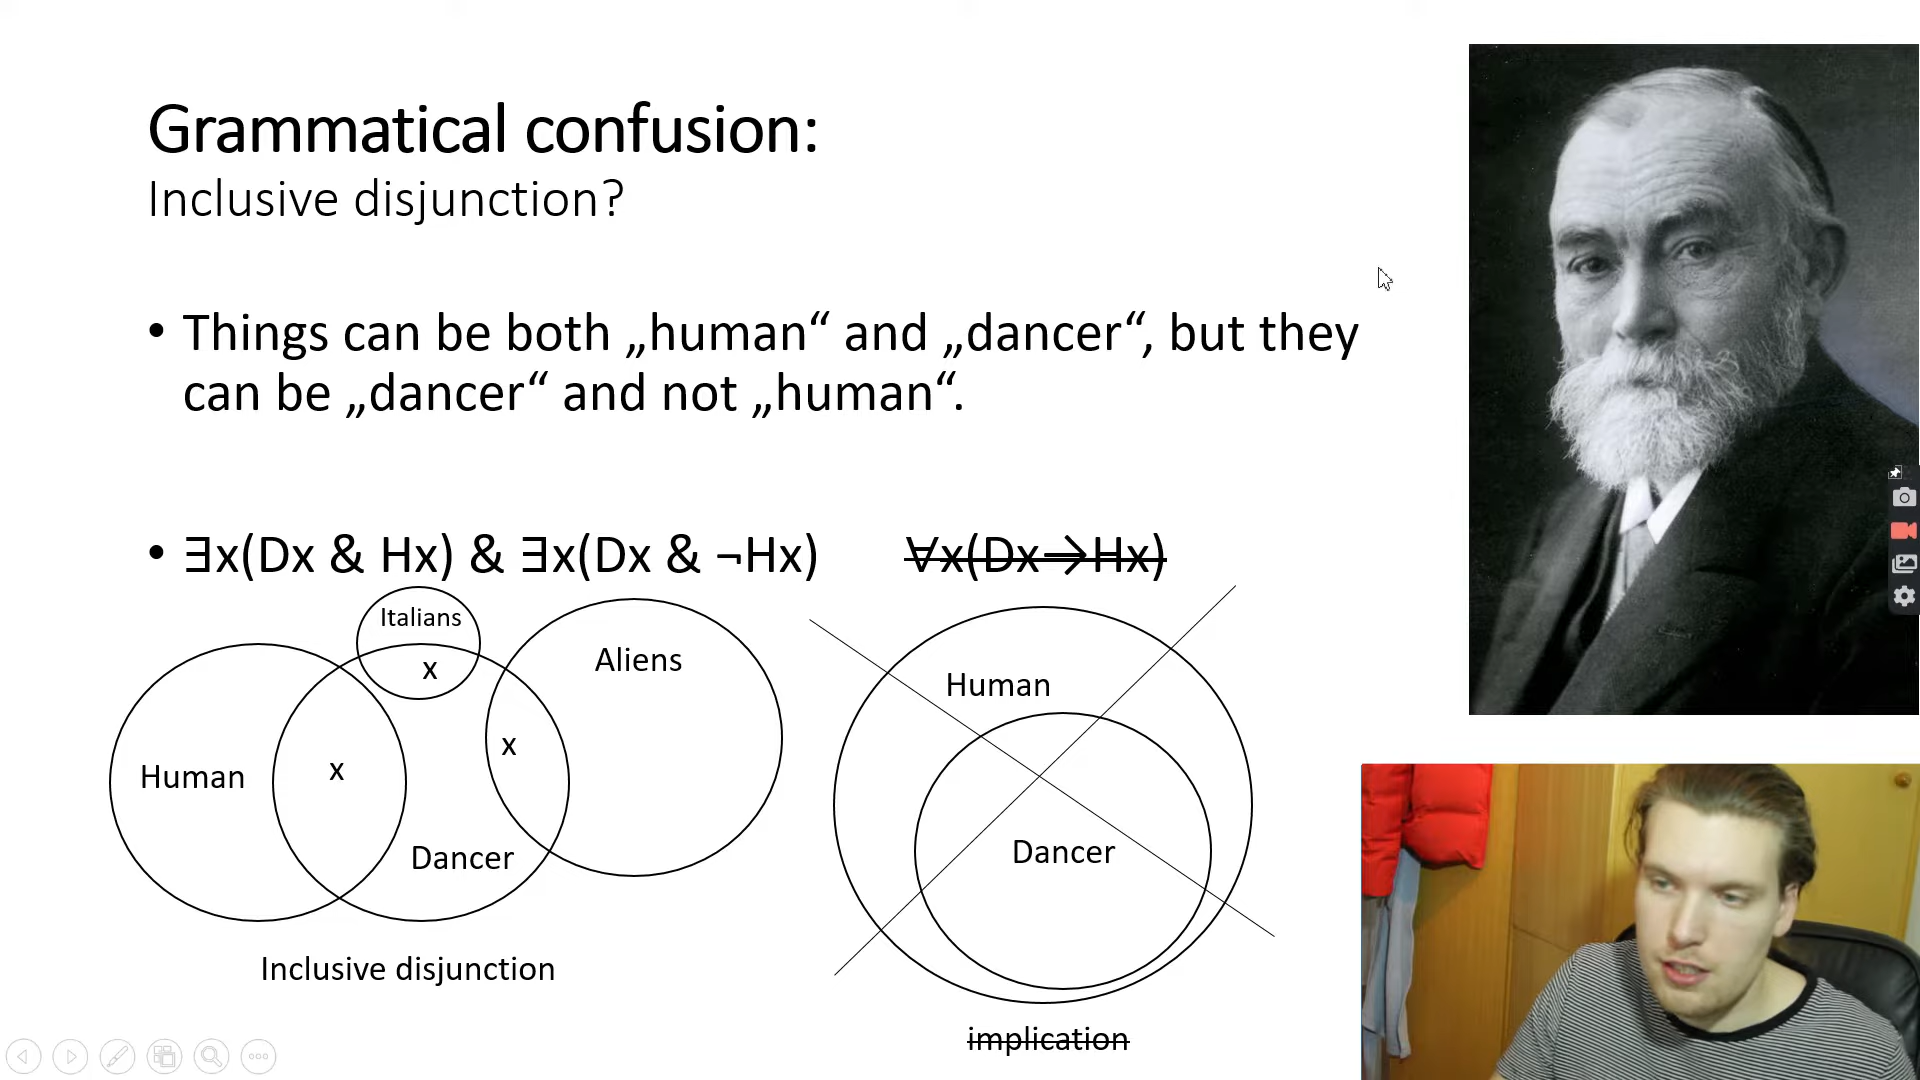 Grammatical confusion:
Inclusive disjunction?
• Things can be both „human“ and „dancer“, but they
can be „dancer“ and not „human“.
• ∃x(Dx & Hx) & ∃x(Dx & ¬Hx) ∀x(Dx→Hx)
Italians
x
Aliens
Human
x
x
Dancer
Inclusive disjunction
Human
Dancer
implication